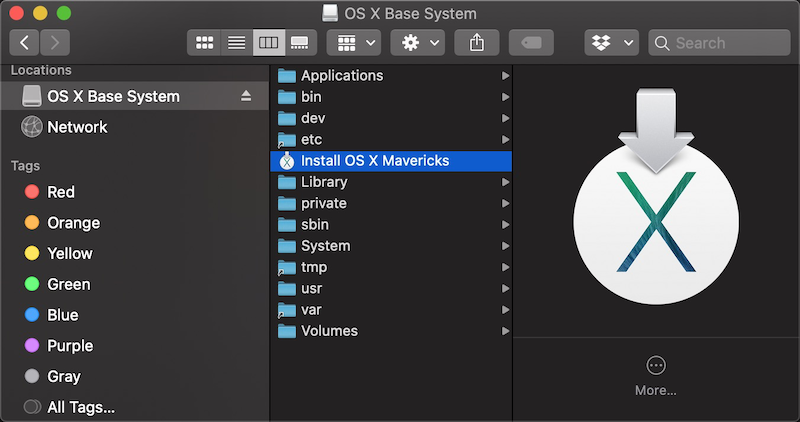 OS X Base System
Search
Locations
OS X Base System
Network
Tags
Red
Orange
Yellow
Green
Blue
Purple
Gray
All Tags...
Applications
bin
dev
etc
Install OS X Mavericks
Library
private
sbin
System
tmp
usr
var
Volumes
X
More...